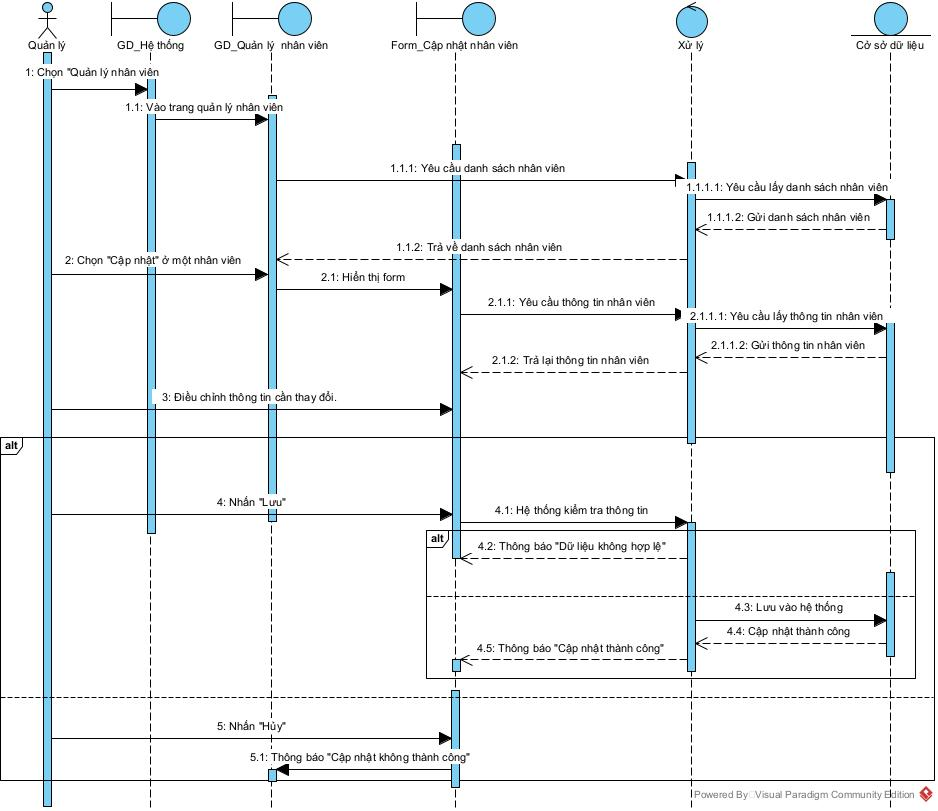 Quản lý
GD_Hệ thống
GD_Quản lý nhân viên
Form_Cập nhật nhân viên
Xử lý
Cở sở dữ liệu
1: Chọn "Quản lý nhân viên
1.1: Vào trang quản lý nhân viên
1.1.1: Yêu cầu danh sách nhân viên
1.1.1.1: Yêu cầu lấy danh sách nhân viên
1.1.1.2: Gửi danh sách nhân viên
1.1.2: Trả về danh sách nhân viên
2: Chọn "Cập nhật" ở một nhân viên
2.1: Hiển thị form
2.1.1: Yêu cầu thông tin nhân viên
2.1.1.1: Yêu cầu lấy thông tin nhân viên
2.1.1.2: Gửi thông tin nhân viên
2.1.2: Trả lại thông tin nhân viên
3: Điều chỉnh thông tin cần thay đổi.
alt
4: Nhấn "Lưu"
4.1: Hệ thống kiểm tra thông tin
alt
4.2: Thông báo "Dữ liệu không hợp lệ"
4.3: Lưu vào hệ thống
4.4: Cập nhật thành công
4.5: Thông báo "Cập nhật thành công"
5: Nhấn "Hủy"
5.1: Thông báo "Cập nhật không thành công"
Powered By Visual Paradigm Community Edition